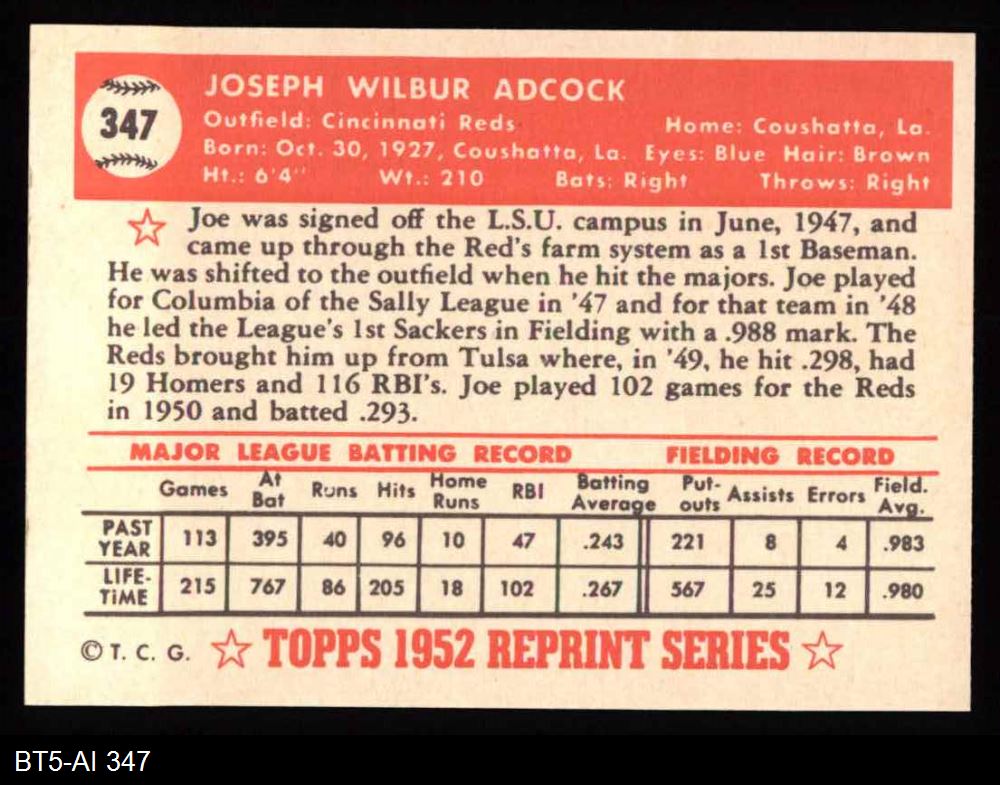 347
JOSEPH WILBUR ADCOCK
Outfield: Cincinnati Reds Home: Coushatta, La.
Born: Oct. 30, 1927, Coushatta, La. Eyes: Blue Hair: Brown
Ht.: 6'4" Wt.: 210 Bats: Right Throws: Right
Joe was signed off the L.S.U. campus in June, 1947, and
came up through the Red's farm system as a 1st Baseman.
He was shifted to the outfield when he hit the majors. Joe played
for Columbia of the Sally League in '47 and for that team in '48
he led the League's 1st Sackers in Fielding with a .988 mark. The
Reds brought him up from Tulsa where, in '49, he hit .298, had
19 Homers and 116 RBI's. Joe played 102 games for the Reds
in 1950 and batted .293.
MAJOR LEAGUE BATTING RECORD FIELDING RECORD
Games At Bat Runs Hits Home Runs RBI Batting Average Put-outs Assists Errors Field. Avg.
PAST YEAR 113 395 40 96 10 47 .243 221 8 4 .983
LIFE-TIME 215 767 86 205 18 102 .267 567 25 12 .980
© T. C. G. ☆ TOPPS 1952 REPRINT SERIES ☆
BT5-AI 347